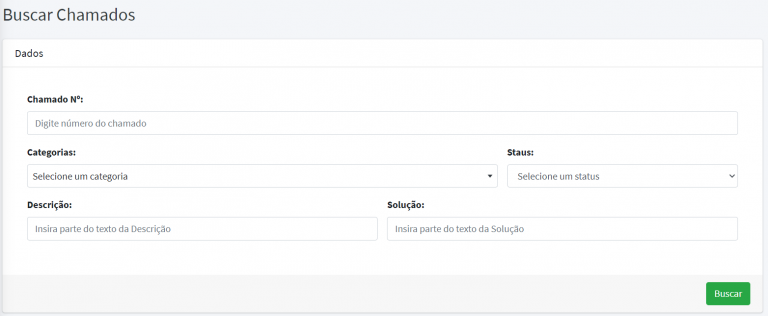 Buscar Chamados
Dados
Chamado Nº:
Digite número do chamado
Categorias: Staus:
Selecione um categoria Selecione um status
Descrição: Solução:
Insira parte do texto da Descrição Insira parte do texto da Solução
Buscar